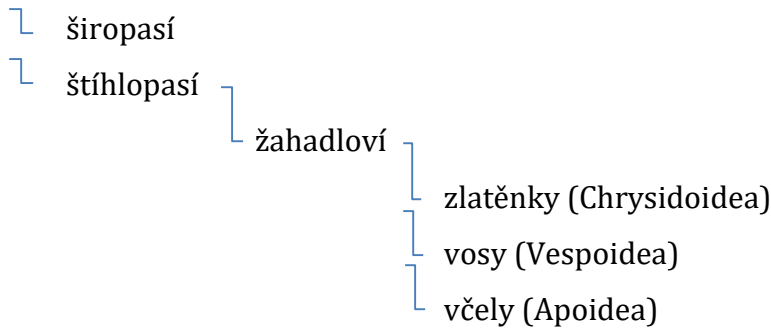 širopasí
štíhlopasí
žahadloví
zlatěnky (Chrysidoidea)
vosy (Vespoidea)
včely (Apoidea)